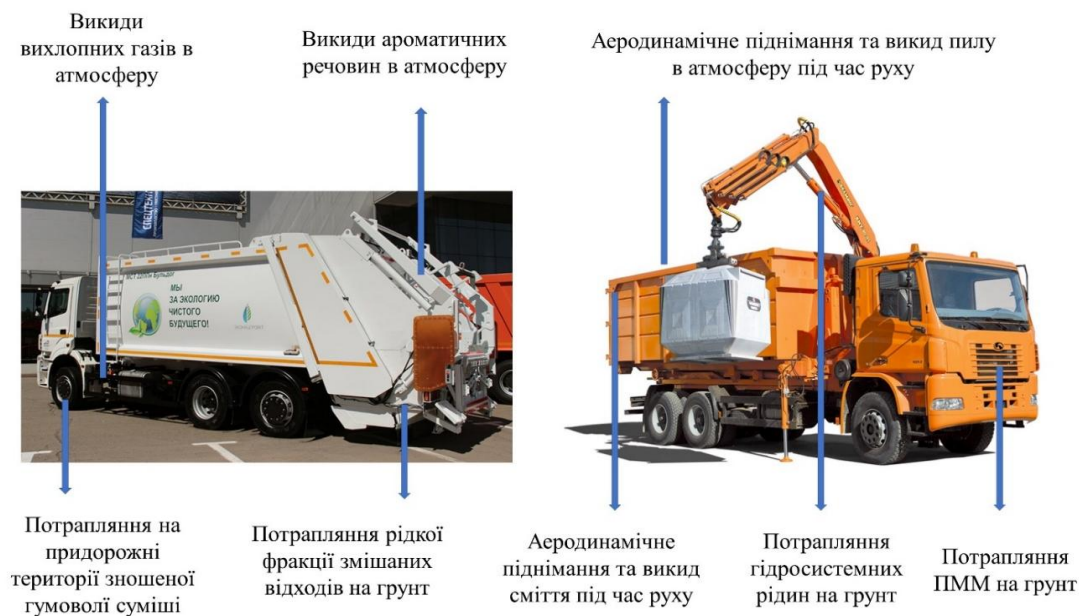 Викиди
вихлопних газів в
атмосферу
Викиди ароматичних
речовин в атмосферу
Аеродинамічне піднімання та викид пилу
в атмосферу під час руху
СПЕЦТЕХ
МЫ
ЗА ЭКОЛОГИЮ
ЧИСТОГО
БУДУЩЕГО!
Потрапляння на
придорожні
території зношеної
гумоволї суміші
Потрапляння рідкої
фракції змішаних
відходів на грунт
Аеродинамічне
піднімання та викид
сміття під час руху
Потрапляння
гідросистемних
рідин на грунт
Потрапляння
ПММ на грунт